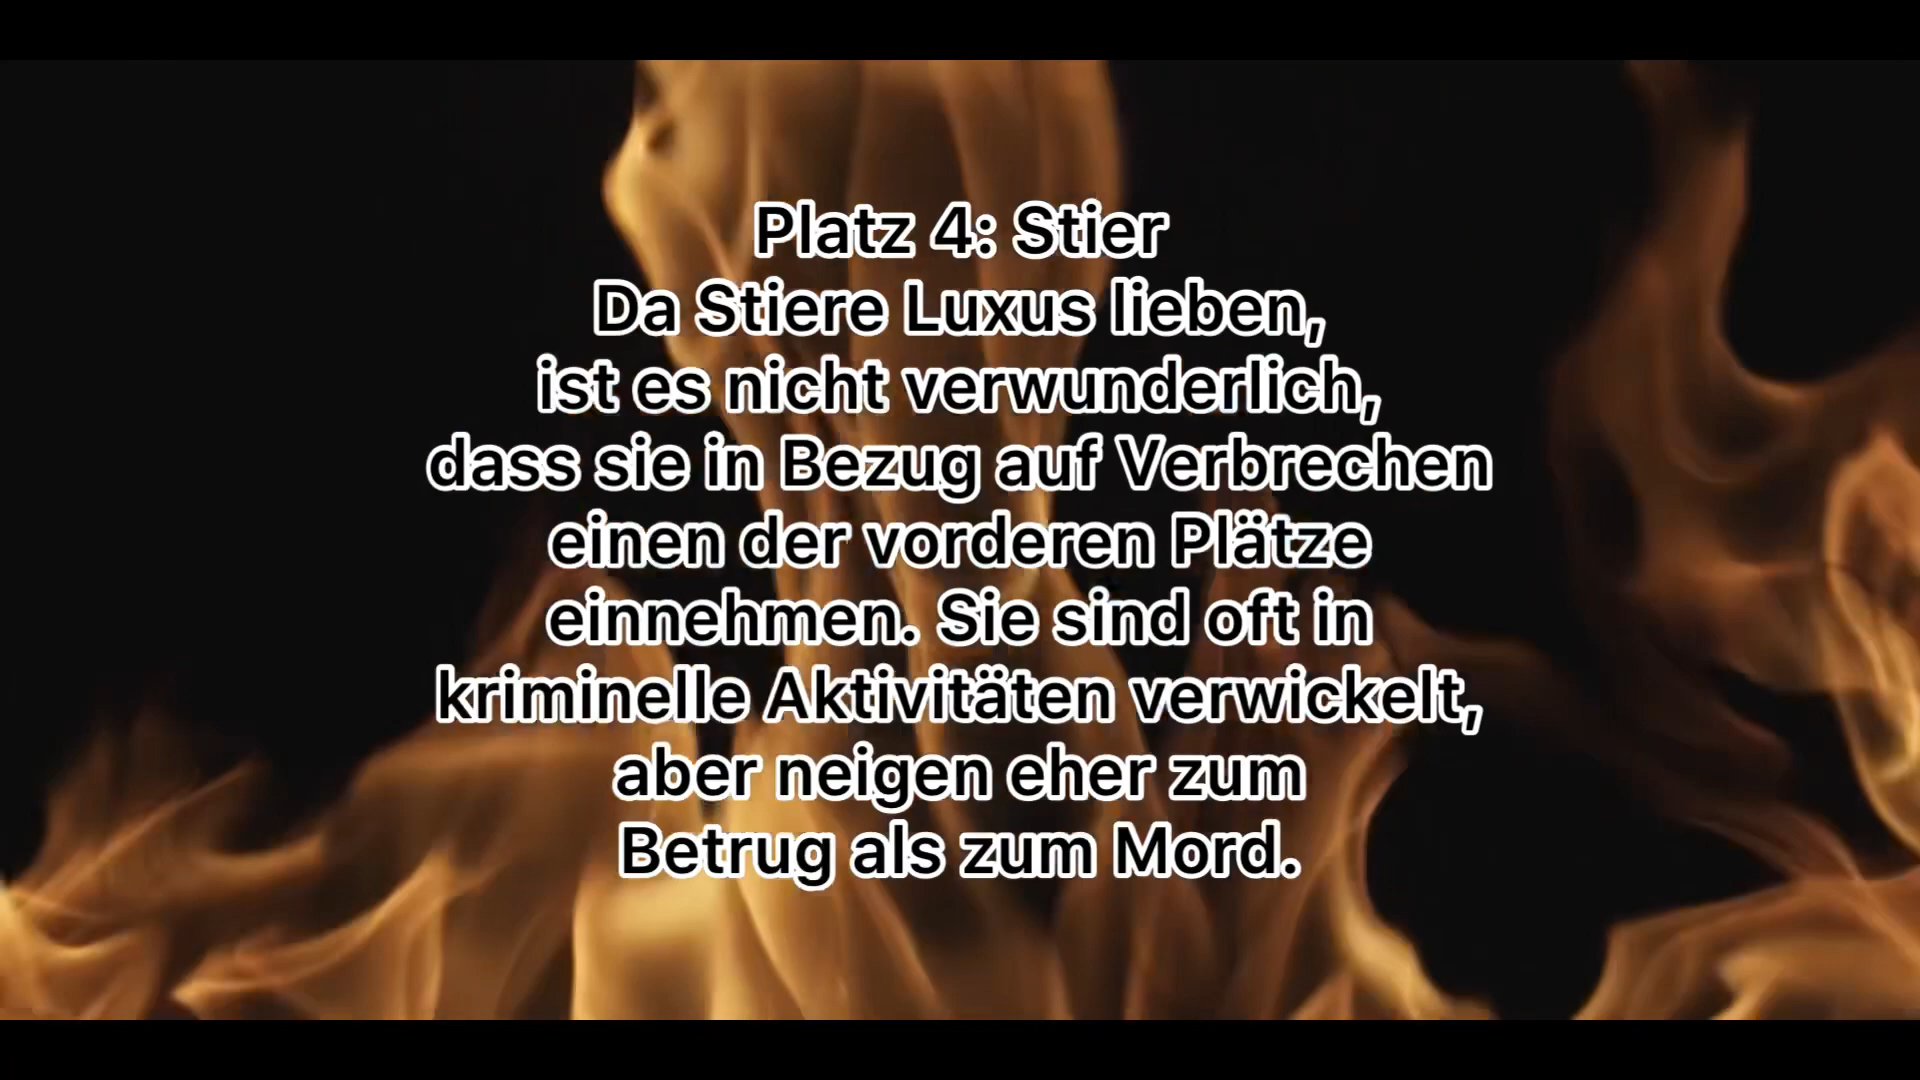 Platz 4: Stier
Da Stiere Luxus lieben,
ist es nicht verwunderlich,
dass sie in Bezug auf Verbrechen
einen der vorderen Plätze
einnehmen. Sie sind oft in
kriminelle Aktivitäten verwickelt,
aber neigen eher zum
Betrug als zum Mord.